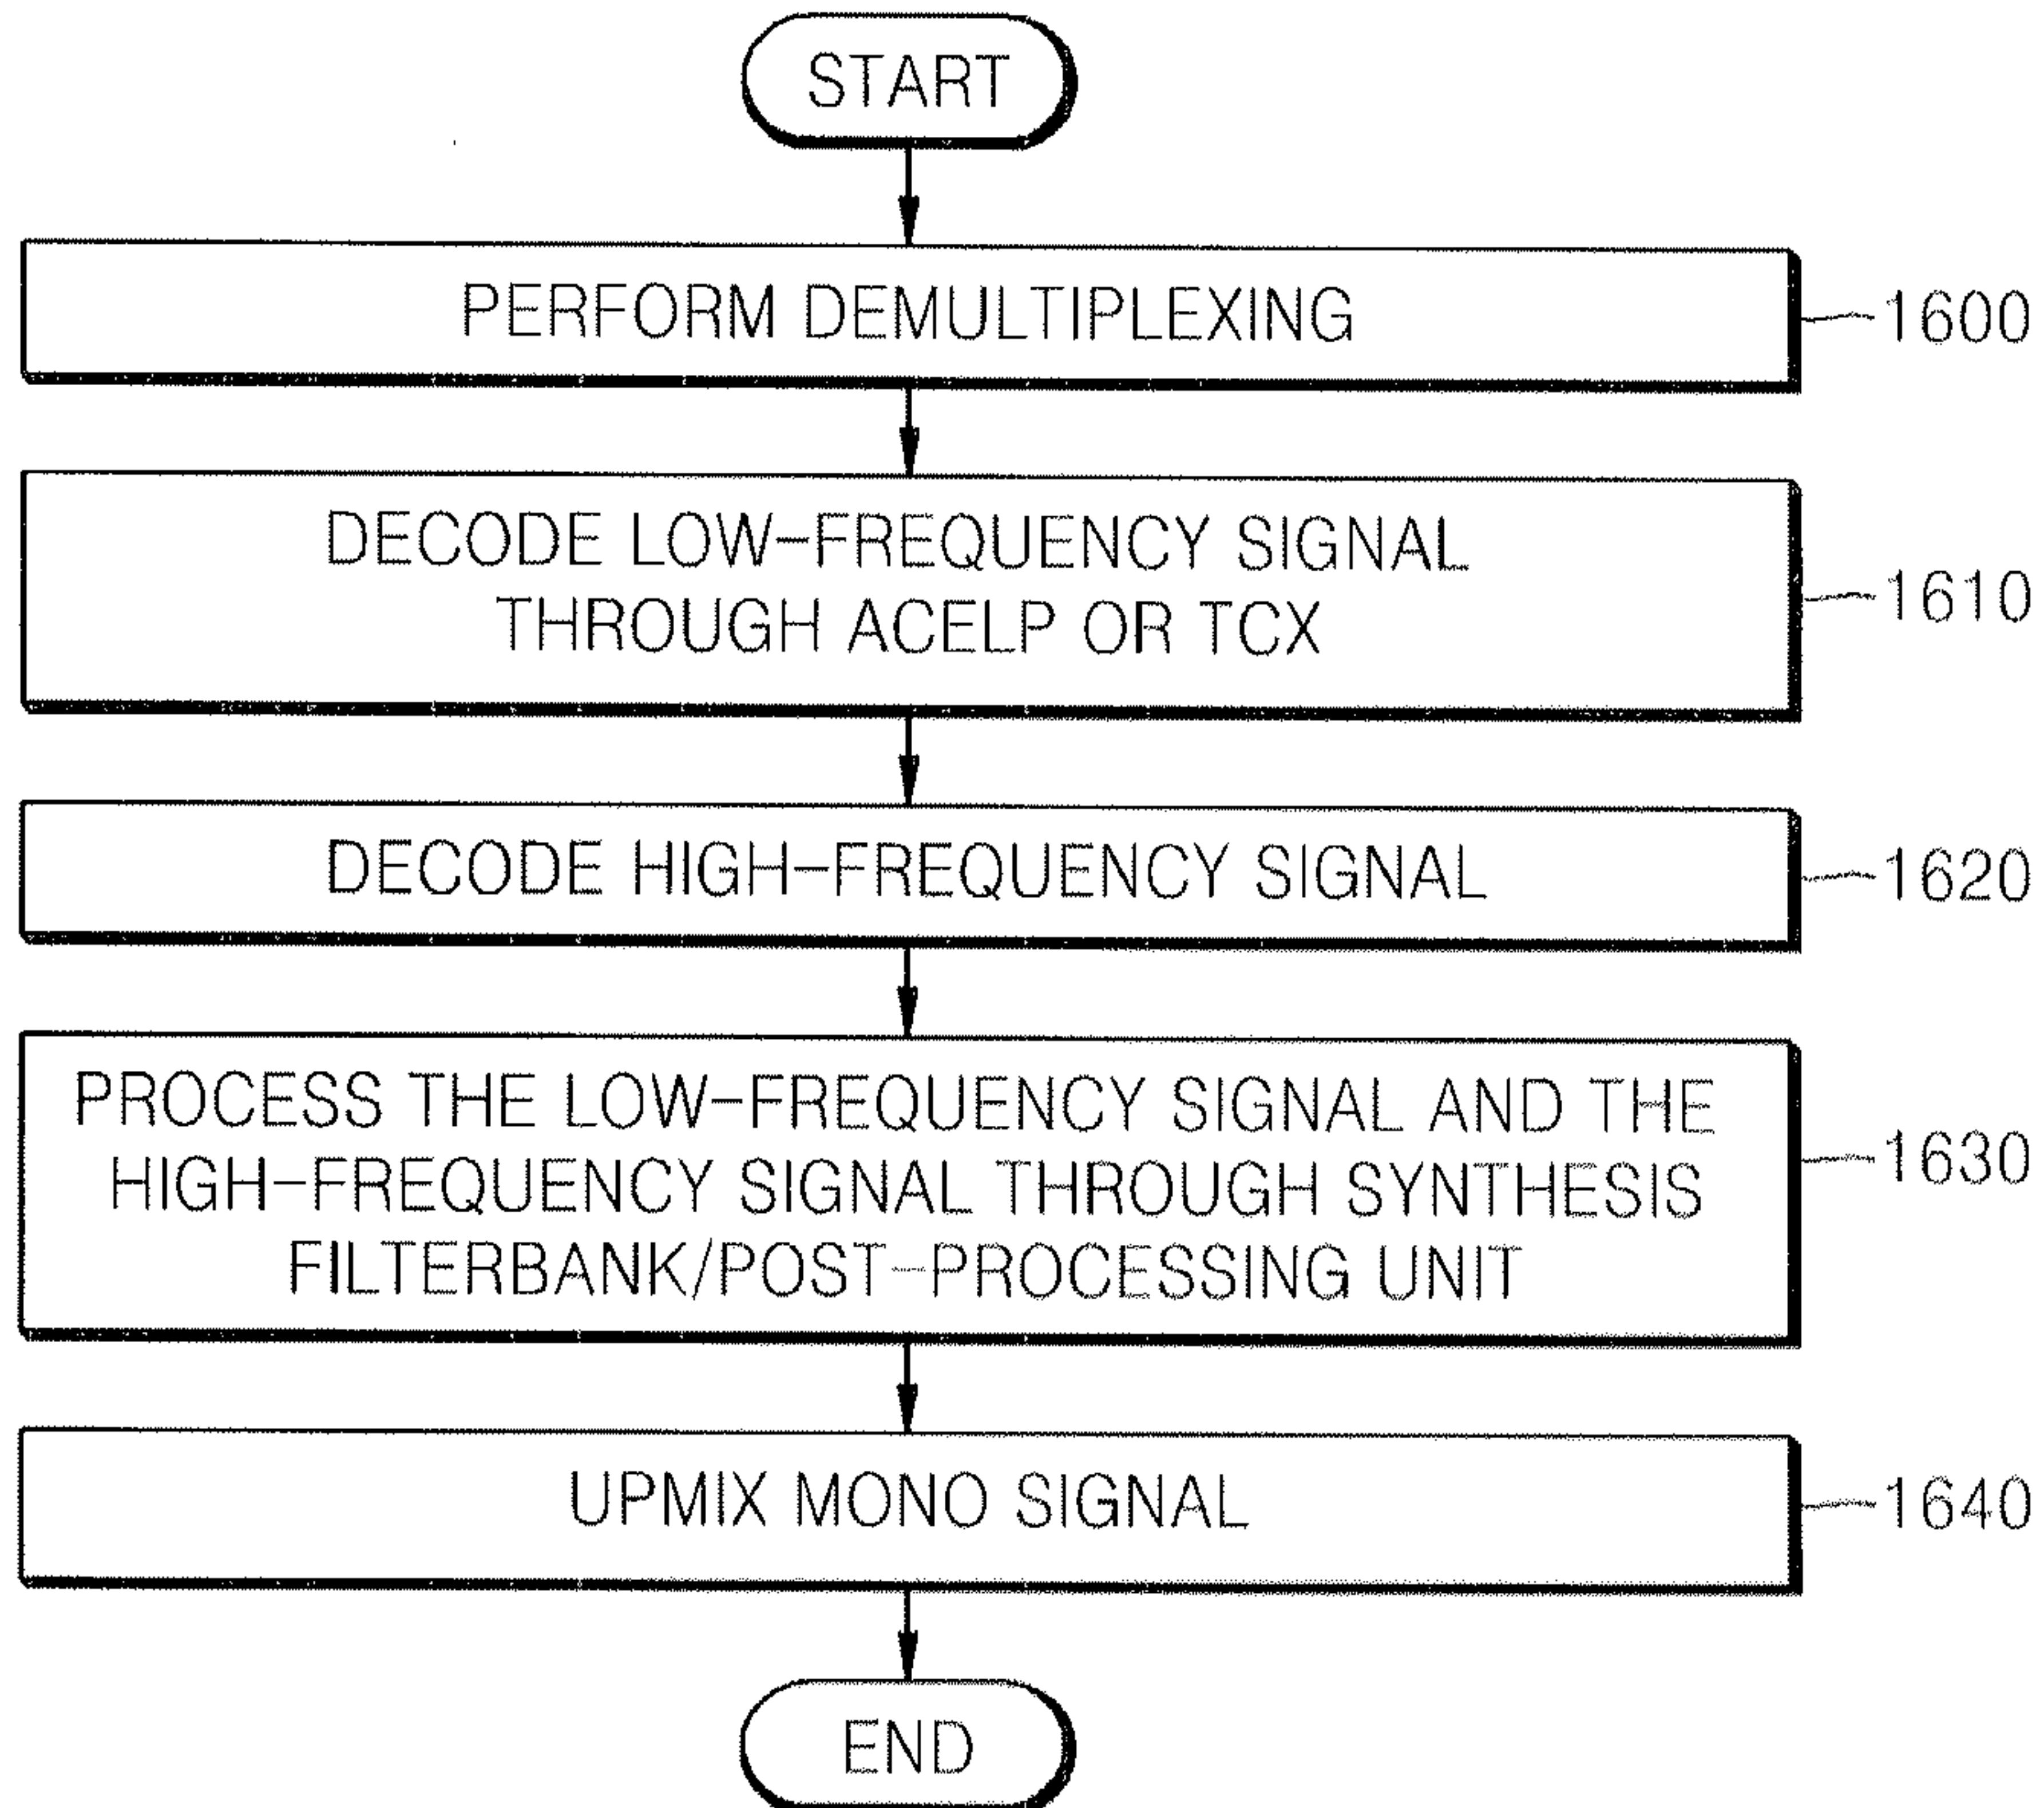 START
PERFORM DEMULTIPLEXING
1600
DECODE LOW-FREQUENCY SIGNAL
THROUGH ACELP OR TCX
1610
DECODE HIGH-FREQUENCY SIGNAL
1620
PROCESS THE LOW-FREQUENCY SIGNAL AND THE
HIGH-FREQUENCY SIGNAL THROUGH SYNTHESIS
FILTERBANK/POST-PROCESSING UNIT
1630
UPMIX MONO SIGNAL
1640
END